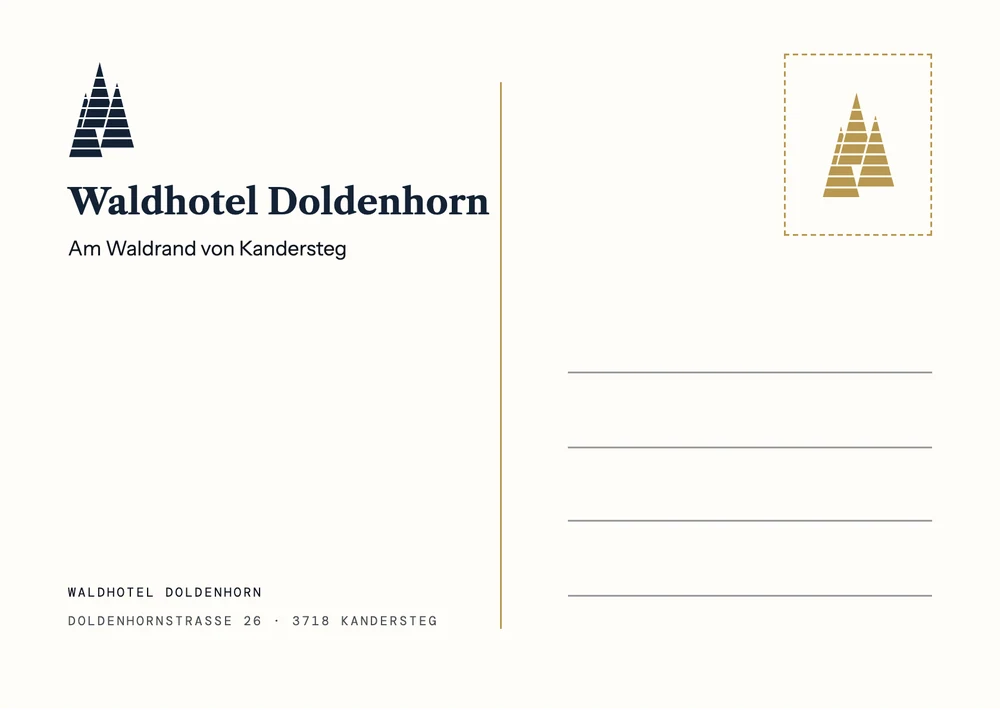 Waldhotel Doldenhorn
Am Waldrand von Kandersteg
WALDHOTEL DOLDENHORN
DOLDENHORNSTRASSE 26 · 3718 KANDERSTEG